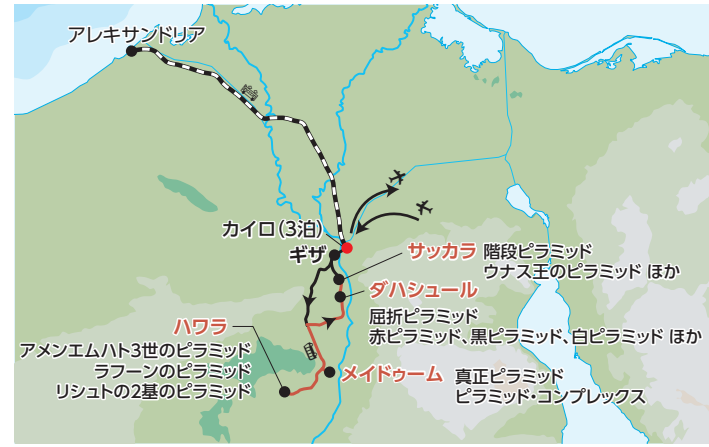 アレキサンドリア
カイロ（3泊）
ギザ
サッカラ 階段ピラミッド
ウナス王のピラミッド ほか
ダハシュール
屈折ピラミッド
赤ピラミッド、黒ピラミッド、白ピラミッド ほか
ハワラ
アメンエムハト3世のピラミッド
ラフーンのピラミッド
リシュトの2基のピラミッド
メイドゥーム 真正ピラミッド
ピラミッド・コンプレックス